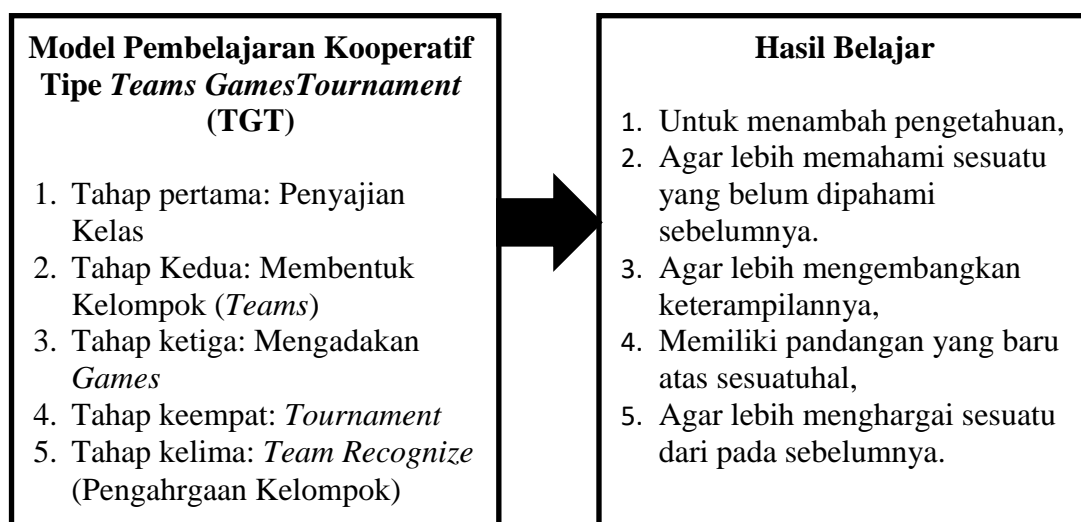 Model Pembelajaran Kooperatif
Tipe Teams GamesTournament
(TGT)
1. Tahap pertama: Penyajian
Kelas
2. Tahap Kedua: Membentuk
Kelompok (Teams)
3. Tahap ketiga: Mengadakan
Games
4. Tahap keempat: Tournament
5. Tahap kelima: Team Recognize
(Pengahrgaan Kelompok)
Hasil Belajar
1. Untuk menambah pengetahuan,
2. Agar lebih memahami sesuatu
yang belum dipahami
sebelumnya.
3. Agar lebih mengembangkan
keterampilannya,
4. Memiliki pandangan yang baru
atas sesuatuhal,
5. Agar lebih menghargai sesuatu
dari pada sebelumnya.